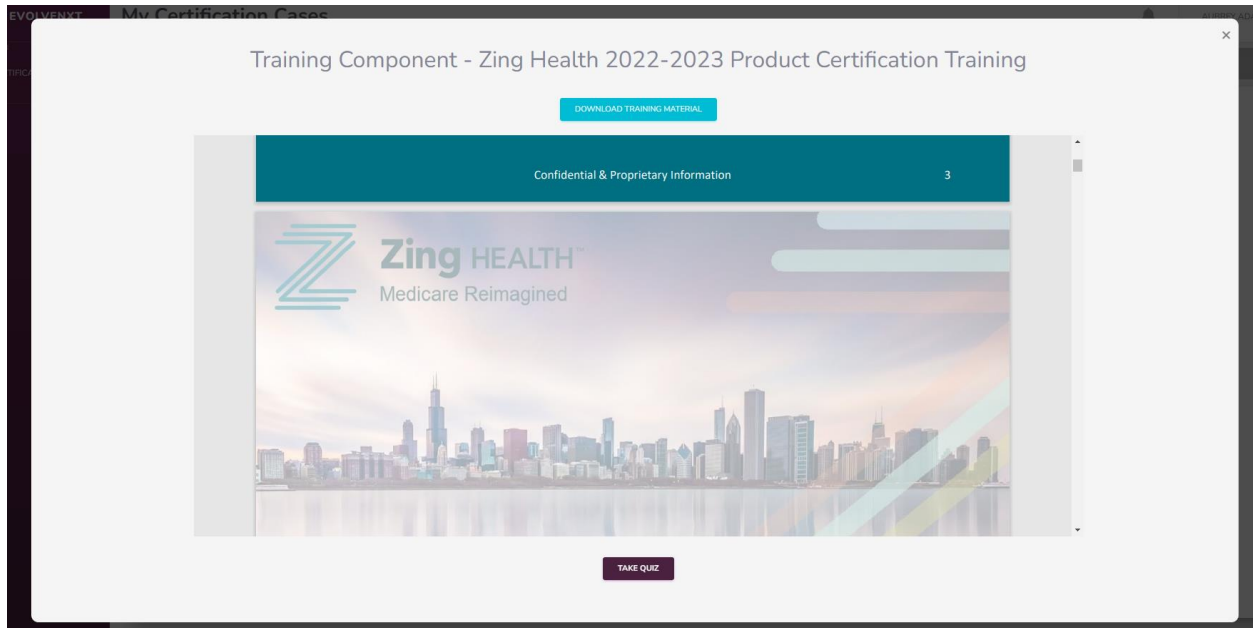 EVOLVENXT
My Certification Cases
×
Training Component - Zing Health 2022-2023 Product Certification Training
DOWNLOAD TRAINING MATERIAL
Confidential & Proprietary Information 3
Zing HEALTH™
Medicare Reimagined
TAKE QUIZ